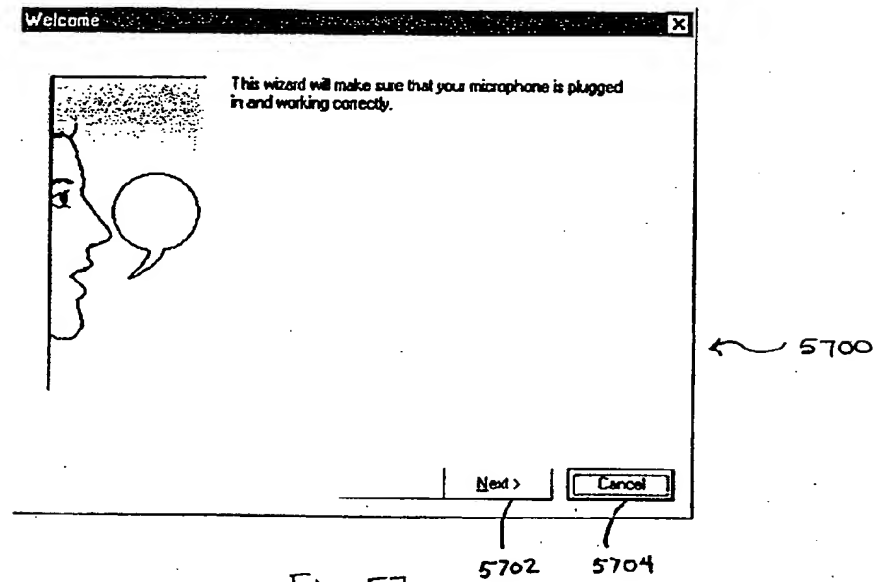 Welcome
This wizard will make sure that your microphone is plugged
in and working correctly.
5700
Next >
Cancel
5702
5704
57